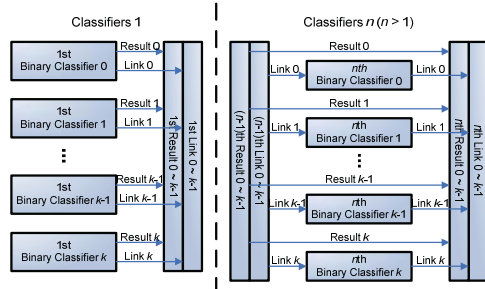 Classifiers 1
1st
Binary Classifier 0
Result 0
Link 0
1st
Binary Classifier 1
Result 1
Link 1
...
1st
Binary Classifier k-1
Result k-1
Link k-1
1st
Binary Classifier k
Result k
Link k
1st Result 0 ~ k-1
1st Link 0 ~ k-1
Classifiers n (n > 1)
(n-1)th Result 0 ~ k-1
(n-1)th Link 0 ~ k-1
Result 0
Link 0
nth
Binary Classifier 0
Link 0
Result 1
Link 1
nth
Binary Classifier 1
Link 1
...
Result k-1
Link k-1
nth
Binary Classifier k-1
Link k-1
Result k
Link k
nth
Binary Classifier k
Link k
nth Result 0 ~ k-1
nth Link 0 ~ k-1